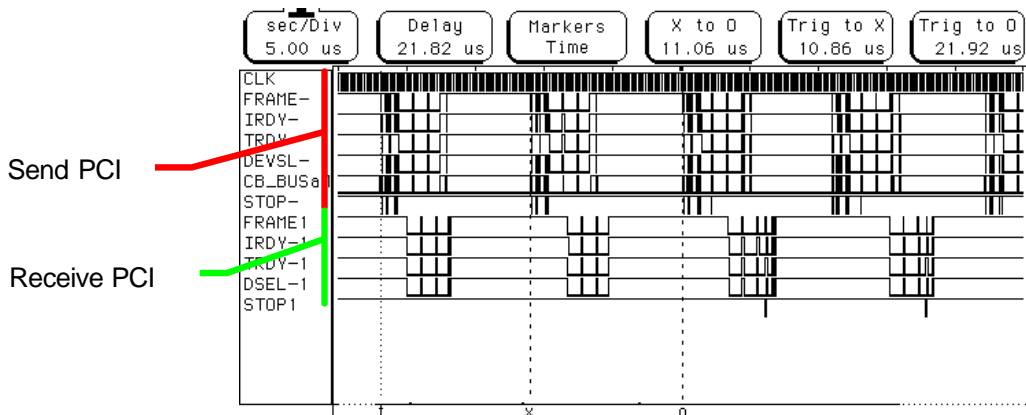 sec/Div
5.00 us
Delay
21.82 us
Markers
Time
X to O
11.06 us
Trig to X
10.86 us
Trig to O
21.92 us
CLK
FRAME-
IRDY-
TRDY-
DEVSL-
STOP-
FRAME1
IRDY-1
TRDY-1
DSEL-1
STOP1
Send PCI
Receive PCI
T
X
O